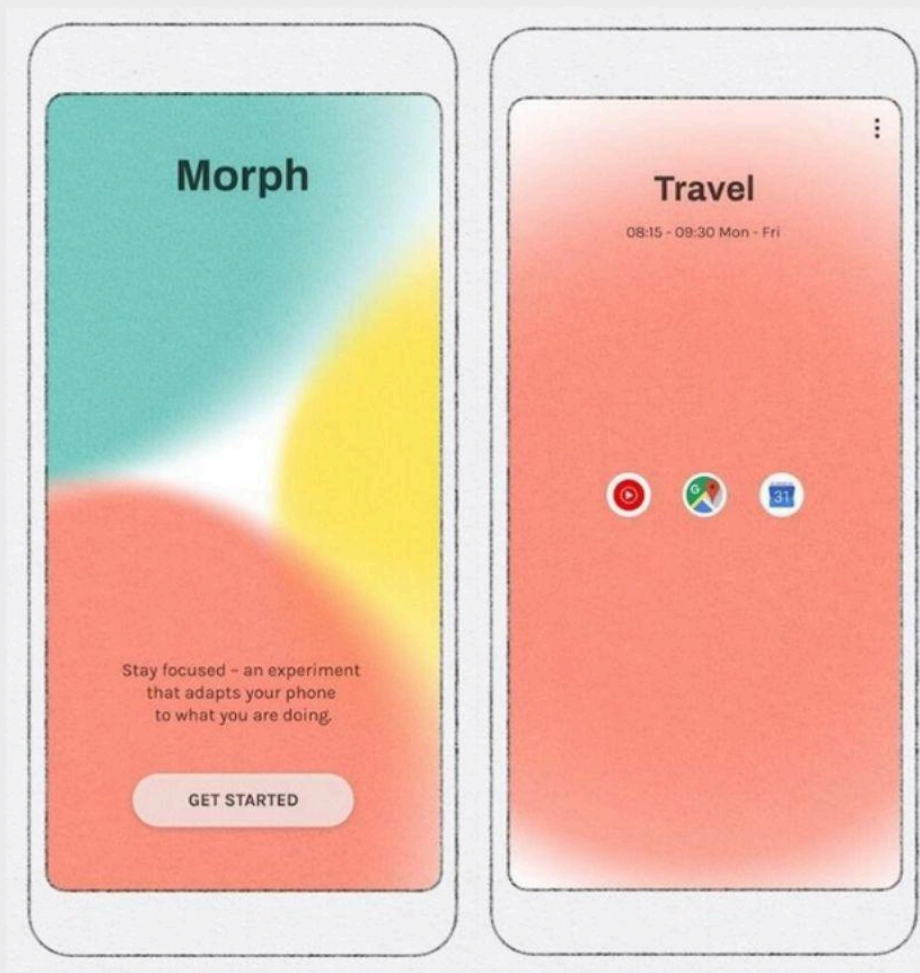 Morph
Stay focused – an experiment
that adapts your phone
to what you are doing.
GET STARTED
Travel
08:15 - 09:30 Mon - Fri
G
31